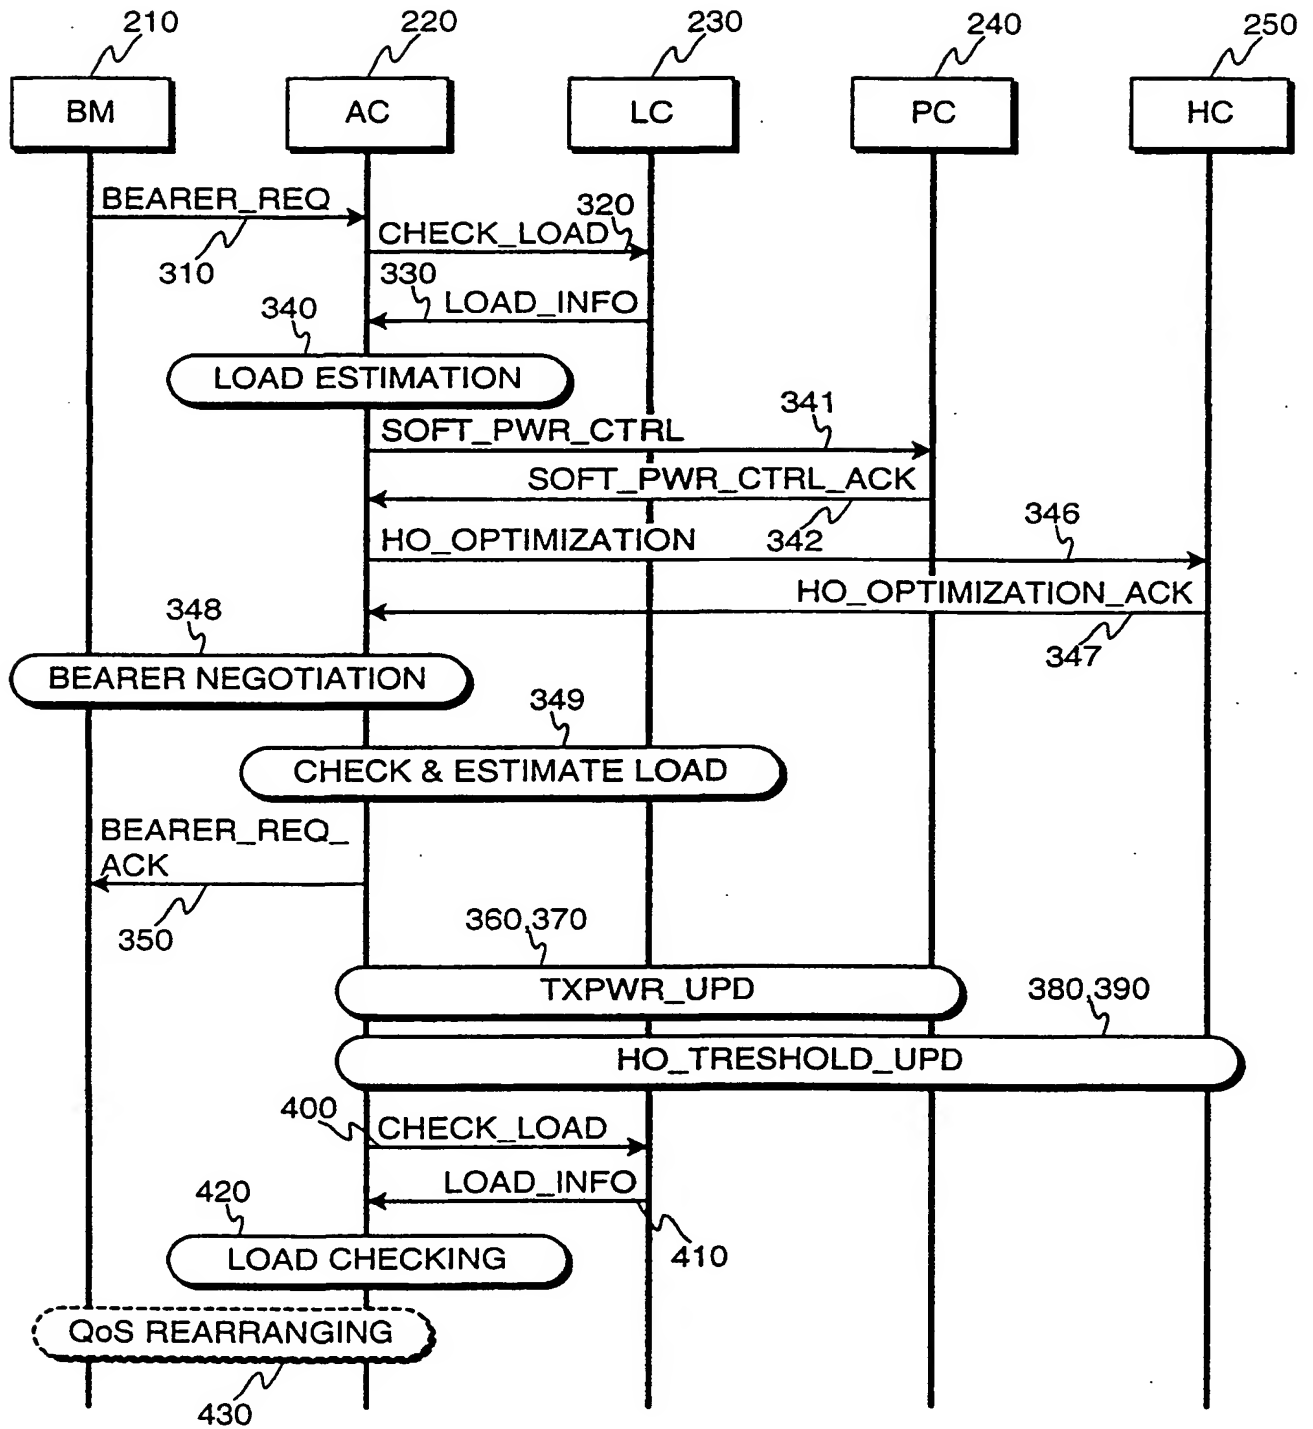 210
220
230
240
250
BM
AC
LC
PC
HC
BEARER_REQ
310
320
CHECK_LOAD
330
LOAD_INFO
340
LOAD ESTIMATION
341
SOFT_PWR_CTRL
SOFT_PWR_CTRL_ACK
342
346
HO_OPTIMIZATION
HO_OPTIMIZATION_ACK
347
348
BEARER NEGOTIATION
349
CHECK & ESTIMATE LOAD
BEARER_REQ_
ACK
350
360,370
TXPWR_UPD
380,390
HO_TRESHOLD_UPD
400
CHECK_LOAD
LOAD_INFO
410
420
LOAD CHECKING
QoS REARRANGING
430